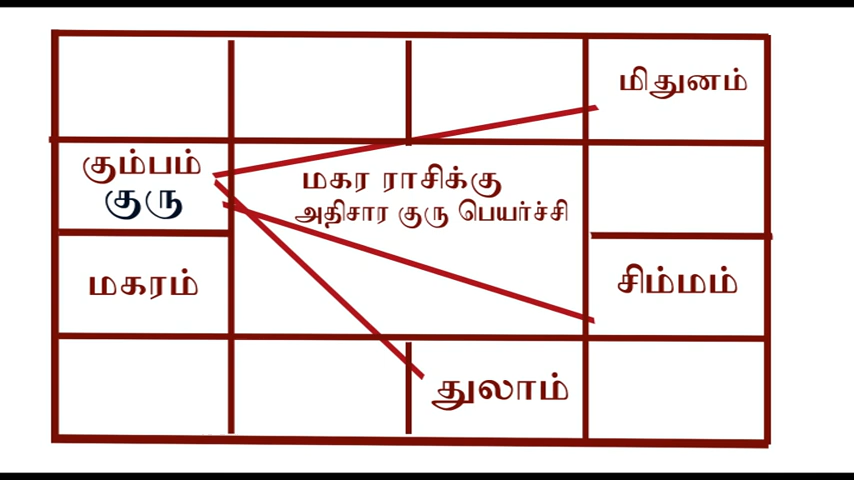 மிதுனம்
கும்பம்
குரு
மகர ராசிக்கு
அதிசார குரு பெயர்ச்சி
மகரம்
சிம்மம்
துலாம்